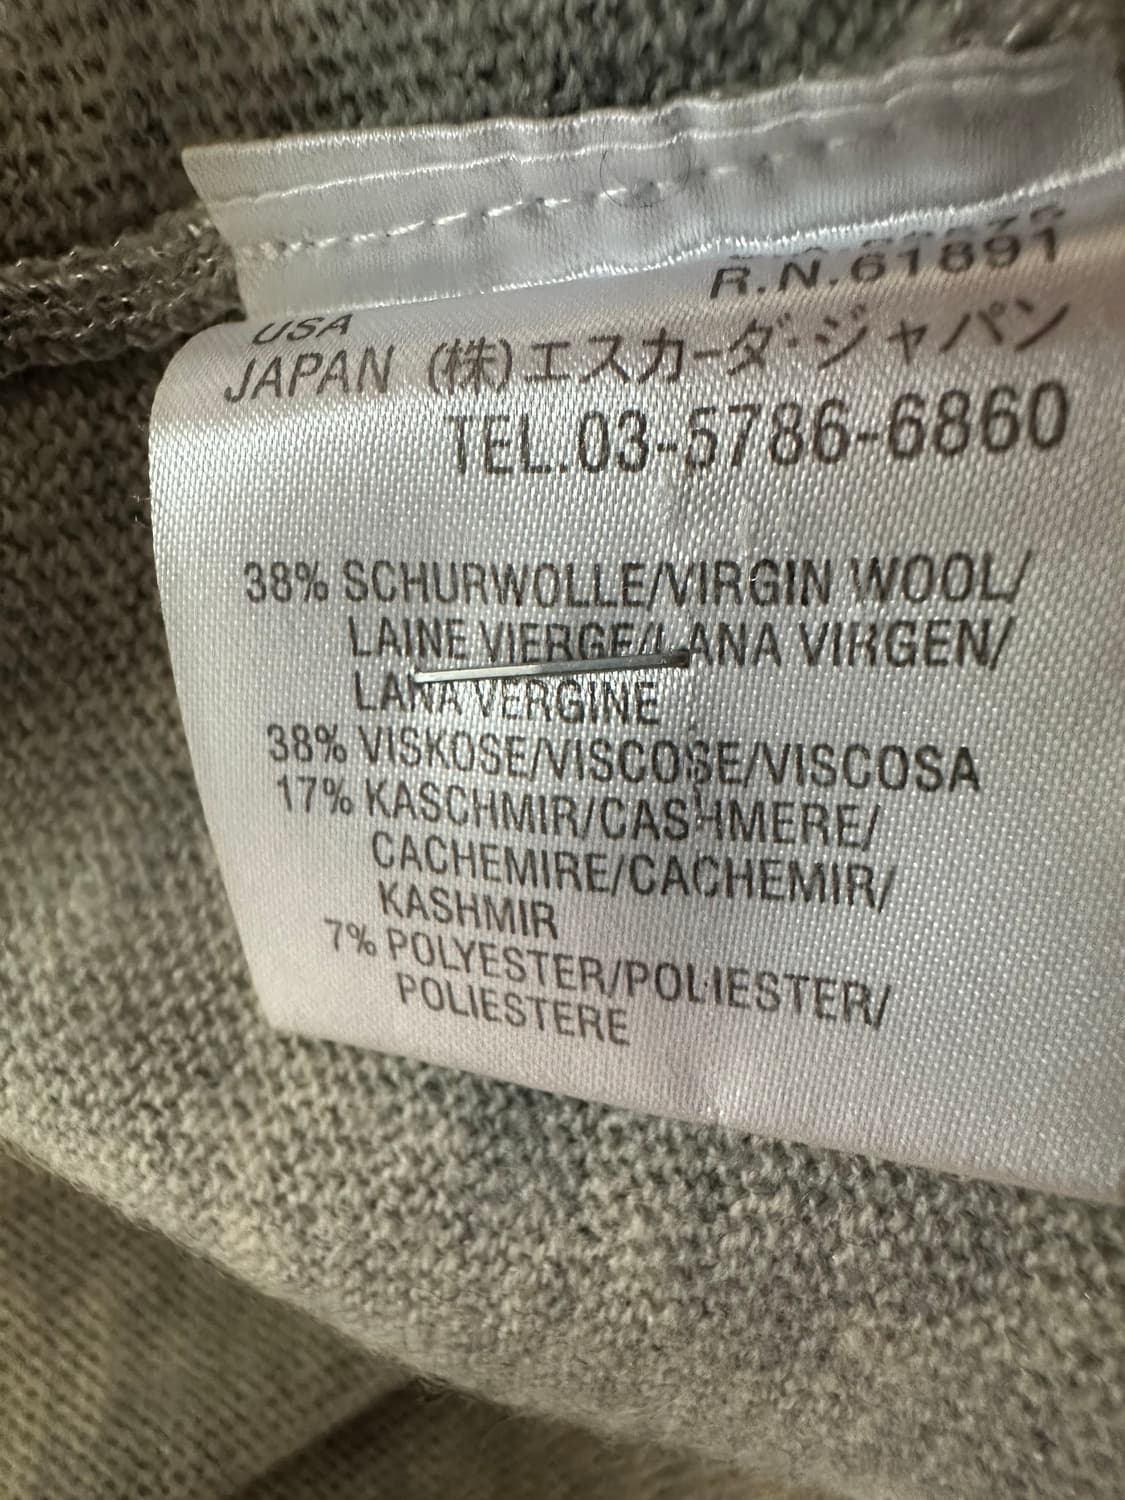 USA R.N.61891
JAPAN (株)エスカーダ・ジャパン
TEL.03-5786-6860
38% SCHURWOLLE/VIRGIN WOOL/
LAINE VIERGE/LANA VIRGEN/
LANA VERGINE
38% VISKOSE/VISCOSE/VISCOSA
17% KASCHMIR/CASHMERE/
CACHEMIRE/CACHEMIR/
KASHMIR
7% POLYESTER/POLIESTER/
POLIESTERE